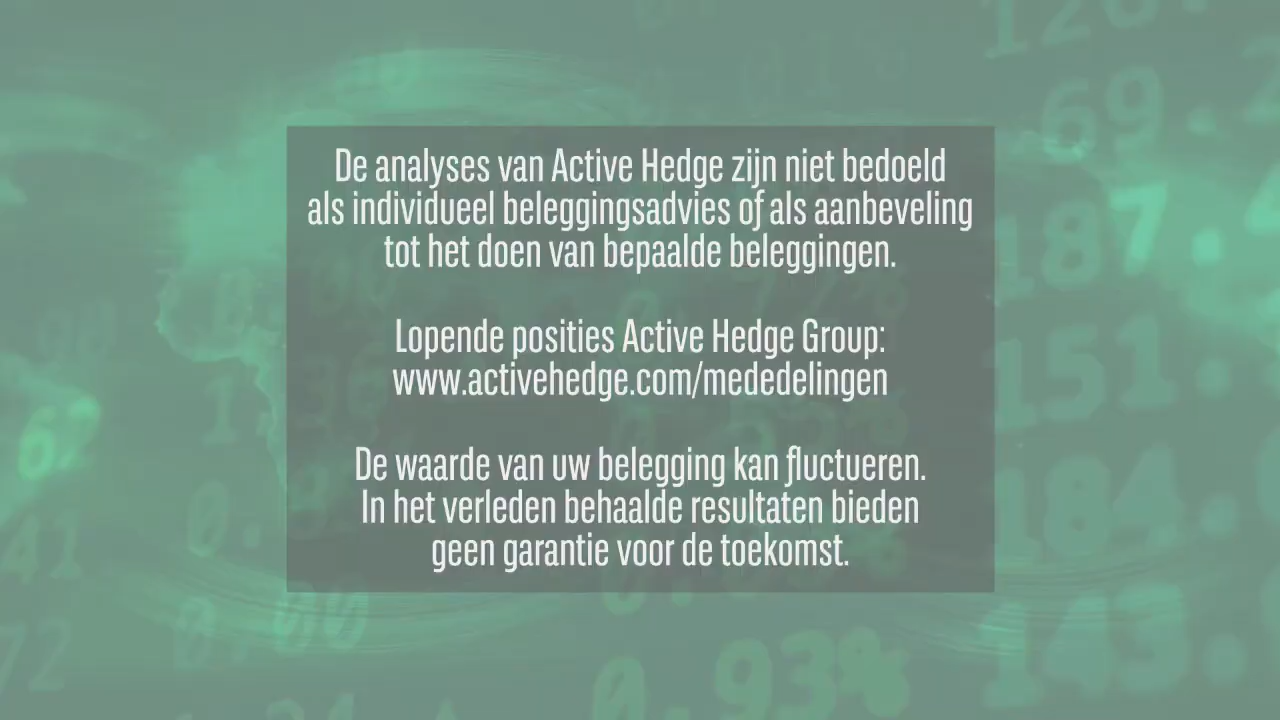 De analyses van Active Hedge zijn niet bedoeld
als individueel beleggingsadvies of als aanbeveling
tot het doen van bepaalde beleggingen.
Lopende posities Active Hedge Group:
www.activehedge.com/mededelingen
De waarde van uw belegging kan fluctueren.
In het verleden behaalde resultaten bieden
geen garantie voor de toekomst.